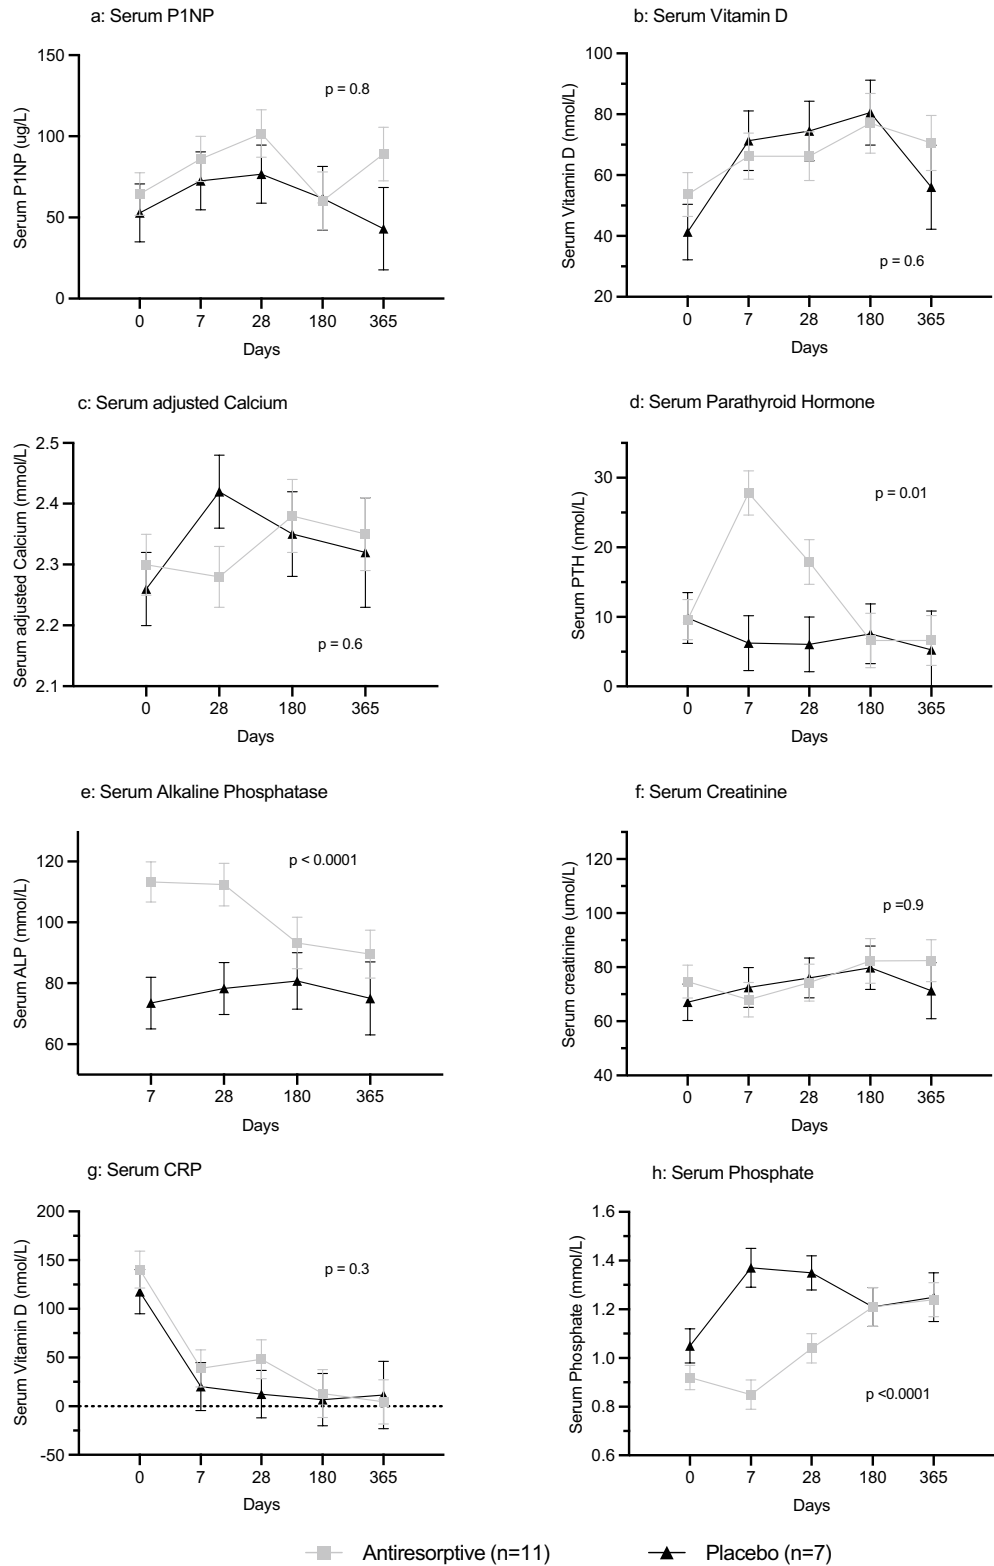 a: Serum P1NP
150
100
50
0
Serum P1NP (ug/L)
p = 0.8
0 7 28 180 365
Days
b: Serum Vitamin D
100
80
60
40
20
Serum Vitamin D (nmol/L)
p = 0.6
0 7 28 180 365
Days
c: Serum adjusted Calcium
2.5
2.4
2.3
2.2
2.1
Serum adjusted Calcium (mmol/L)
p = 0.6
0 28 180 365
Days
d: Serum Parathyroid Hormone
30
20
10
0
Serum PTH (nmol/L)
p = 0.01
0 7 28 180 365
Days
e: Serum Alkaline Phosphatase
120
100
80
60
Serum ALP (mmol/L)
p < 0.0001
7 28 180 365
Days
f: Serum Creatinine
120
100
80
60
40
Serum creatinine (umol/L)
p =0.9
0 7 28 180 365
Days
g: Serum CRP
200
150
100
50
0
-50
Serum Vitamin D (nmol/L)
p = 0.3
0 7 28 180 365
Days
h: Serum Phosphate
1.6
1.4
1.2
1.0
0.8
0.6
Serum Phosphate (mmol/L)
p <0.0001
0 7 28 180 365
Days
Antiresorptive (n=11)
Placebo (n=7)